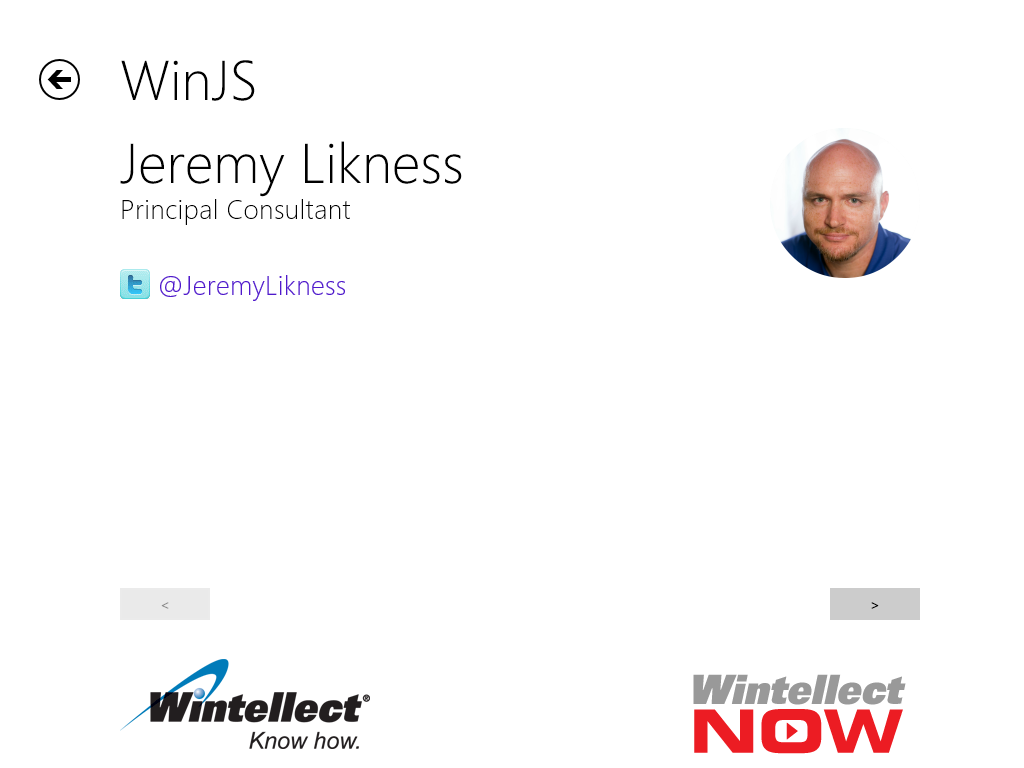 WinJS
Jeremy Likness
Principal Consultant
@JeremyLikness
< >
Wintellect®
Know how.
Wintellect
NOW